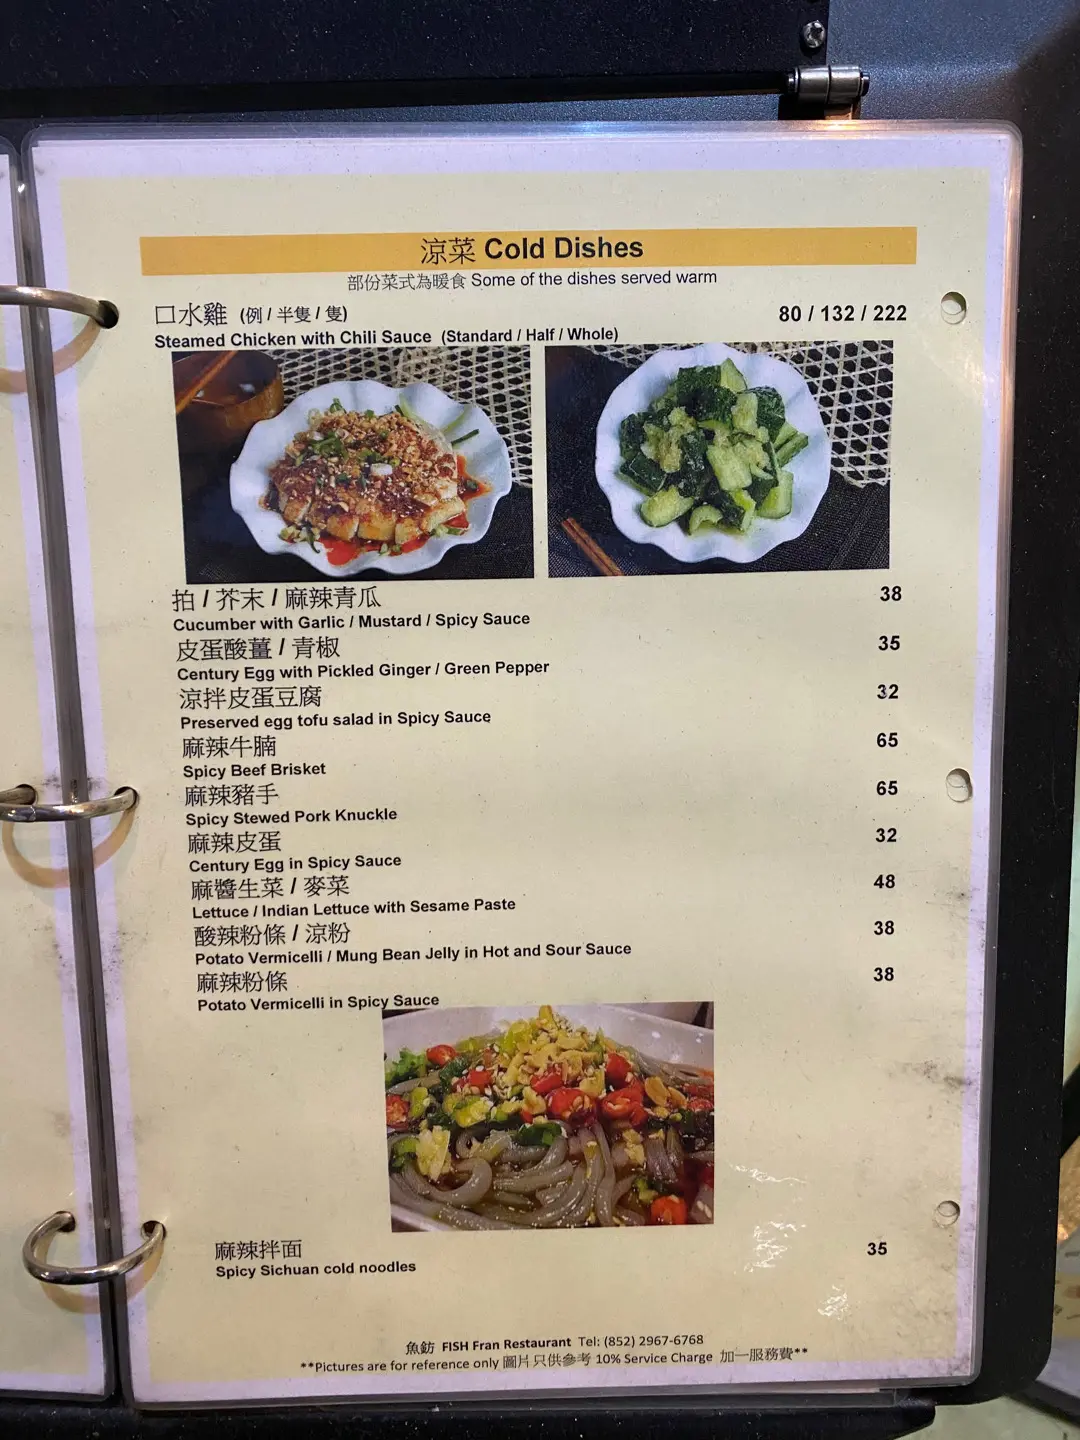 涼菜 Cold Dishes
部份菜式為暖食 Some of the dishes served warm
口水雞 (例 / 半隻 / 隻) 80 / 132 / 222
Steamed Chicken with Chili Sauce (Standard / Half / Whole)
拍 / 芥末 / 麻辣青瓜 38
Cucumber with Garlic / Mustard / Spicy Sauce
皮蛋酸薑 / 青椒 35
Century Egg with Pickled Ginger / Green Pepper
涼拌皮蛋豆腐 32
Preserved egg tofu salad in Spicy Sauce
麻辣牛腩 65
Spicy Beef Brisket
麻辣豬手 65
Spicy Stewed Pork Knuckle
麻辣皮蛋 32
Century Egg in Spicy Sauce
麻醬生菜 / 麥菜 48
Lettuce / Indian Lettuce with Sesame Paste
酸辣粉條 / 涼粉 38
Potato Vermicelli / Mung Bean Jelly in Hot and Sour Sauce
麻辣粉條 38
Potato Vermicelli in Spicy Sauce
麻辣拌面 35
Spicy Sichuan cold noodles
魚舫 FISH Fran Restaurant Tel: (852) 2967-6768
**Pictures are for reference only 圖片只供參考 10% Service Charge 加一服務費**